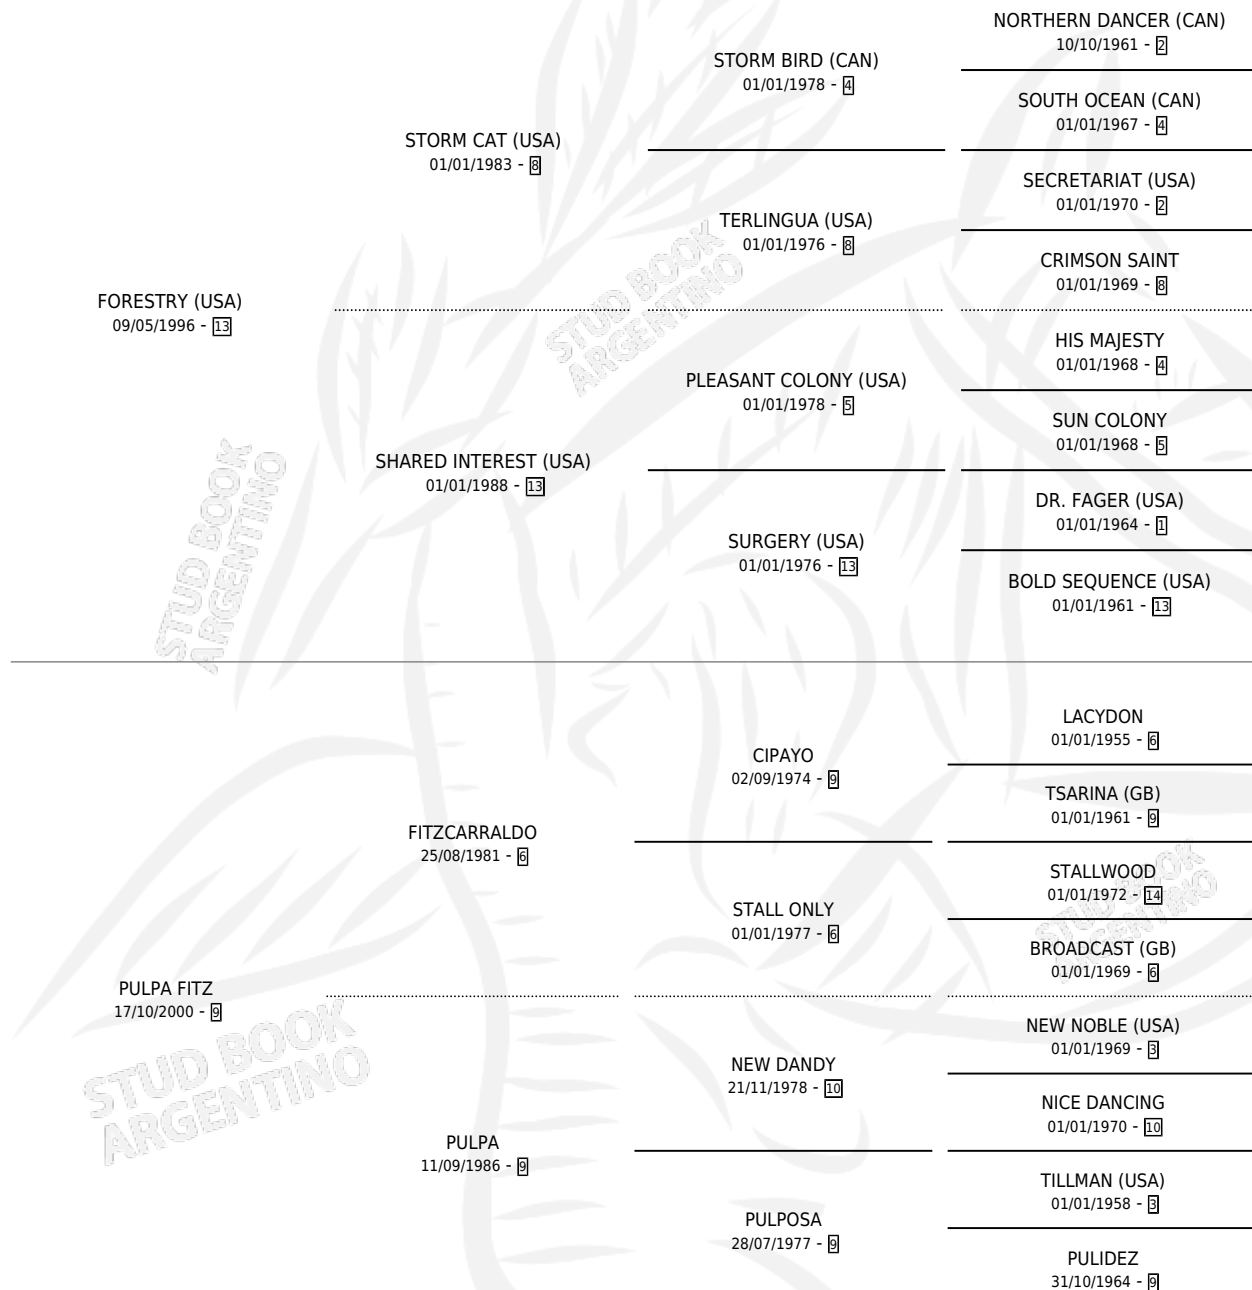 NORTHERN DANCER (CAN)
10/10/1961 - 2
STORM BIRD (CAN)
01/01/1978 - 4
SOUTH OCEAN (CAN)
01/01/1967 - 4
STORM CAT (USA)
01/01/1983 - 8
SECRETARIAT (USA)
01/01/1970 - 2
TERLINGUA (USA)
01/01/1976 - 8
CRIMSON SAINT
01/01/1969 - 8
FORESTRY (USA)
09/05/1996 - 13
HIS MAJESTY
01/01/1968 - 4
PLEASANT COLONY (USA)
01/01/1978 - 5
SUN COLONY
01/01/1968 - 5
SHARED INTEREST (USA)
01/01/1988 - 13
DR. FAGER (USA)
01/01/1964 - 1
SURGERY (USA)
01/01/1976 - 13
BOLD SEQUENCE (USA)
01/01/1961 - 13
STUD BOOK
ARGENTINO
STUD BOOK
ARGENTINO
LACYDON
01/01/1955 - 6
CIPAYO
02/09/1974 - 9
TSARINA (GB)
01/01/1961 - 9
FITZCARRALDO
25/08/1981 - 6
STALLWOOD
01/01/1972 - 14
STALL ONLY
01/01/1977 - 6
BROADCAST (GB)
01/01/1969 - 6
PULPA FITZ
17/10/2000 - 9
NEW NOBLE (USA)
01/01/1969 - 3
NEW DANDY
21/11/1978 - 10
NICE DANCING
01/01/1970 - 10
PULPA
11/09/1986 - 9
TILLMAN (USA)
01/01/1958 - 3
PULPOSA
28/07/1977 - 9
PULIDEZ
31/10/1964 - 9
STUD BOOK
ARGENTINO
STUD BOOK
ARGENTINO